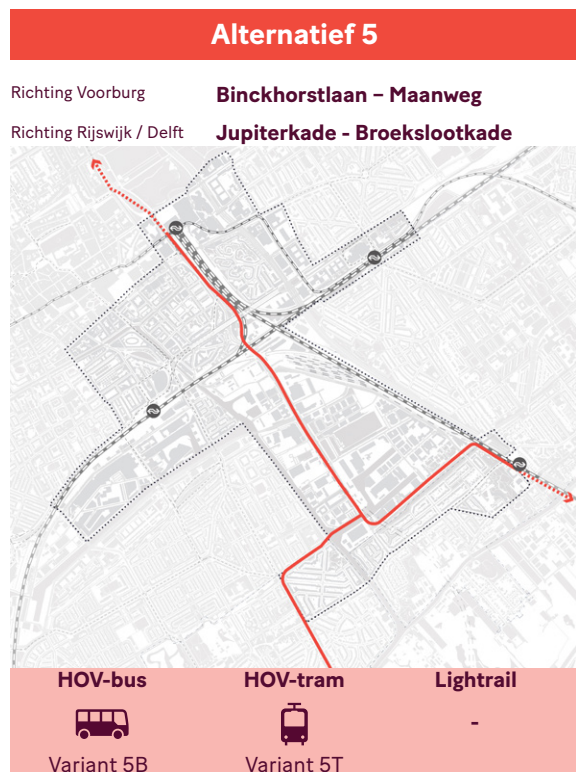 Alternatief 5
Richting Voorburg Binckhorstlaan – Maanweg
Richting Rijswijk / Delft Jupiterkade - Broekslootkade
HOV-bus HOV-tram Lightrail
-
Variant 5B Variant 5T